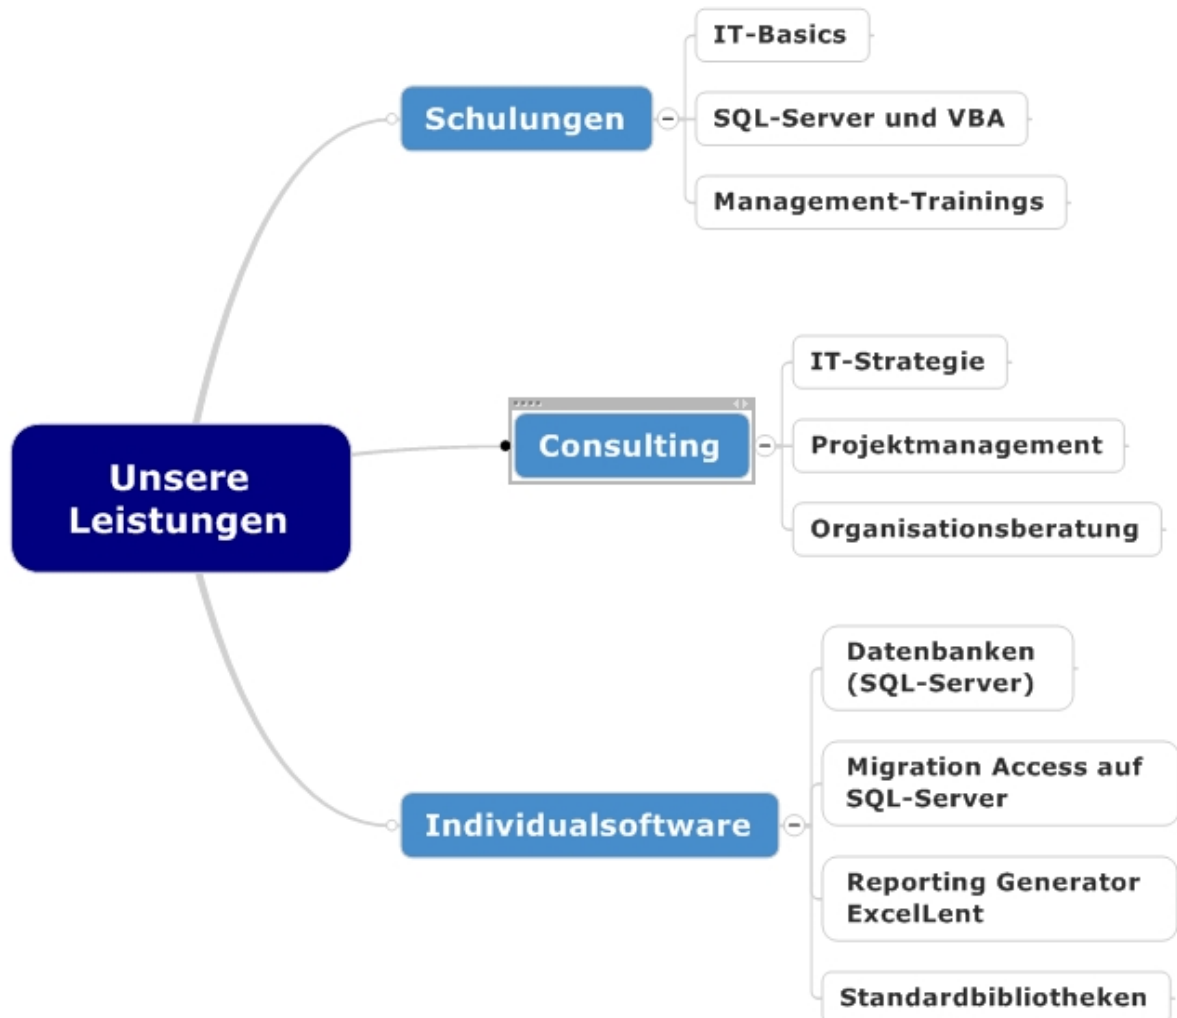 Unsere
Leistungen
Schulungen
IT-Basics
SQL-Server und VBA
Management-Trainings
Consulting
IT-Strategie
Projektmanagement
Organisationsberatung
Individualsoftware
Datenbanken
(SQL-Server)
Migration Access auf
SQL-Server
Reporting Generator
ExcelLent
Standardbibliotheken